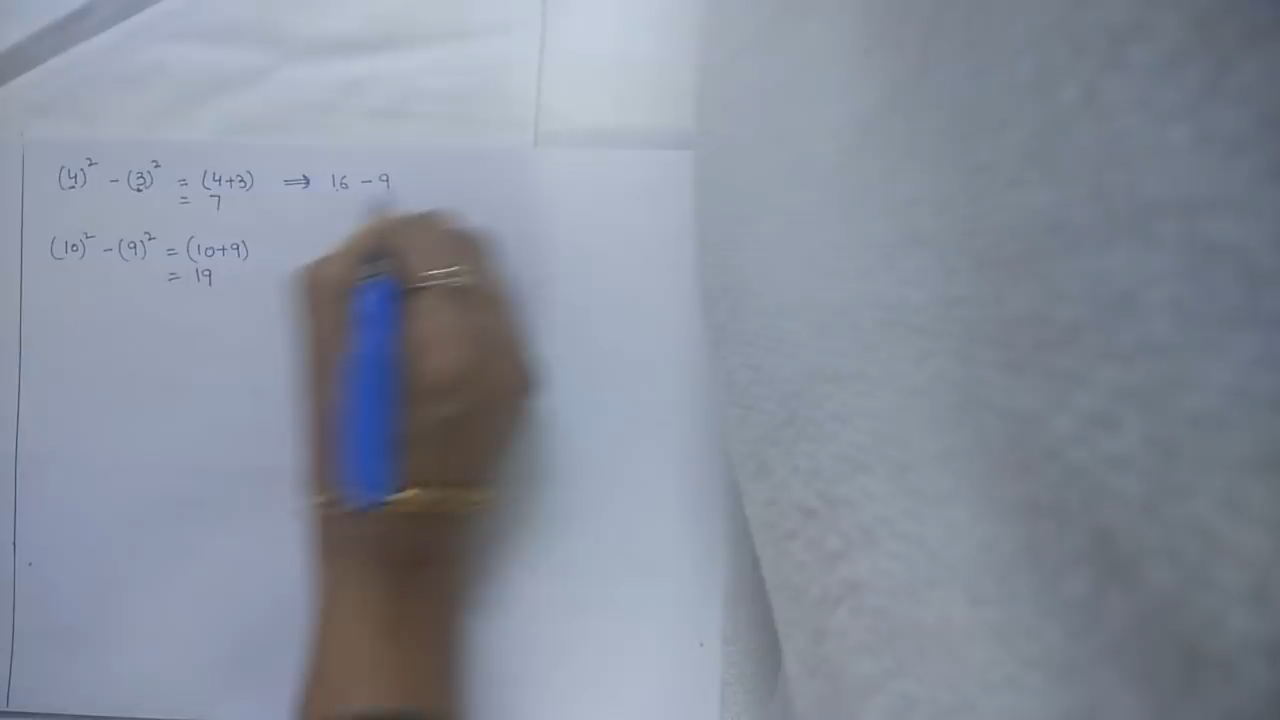 (4)² - (3)² = (4+3) ⟹ 16 - 9
= 7
(10)² - (9)² = (10+9)
= 19